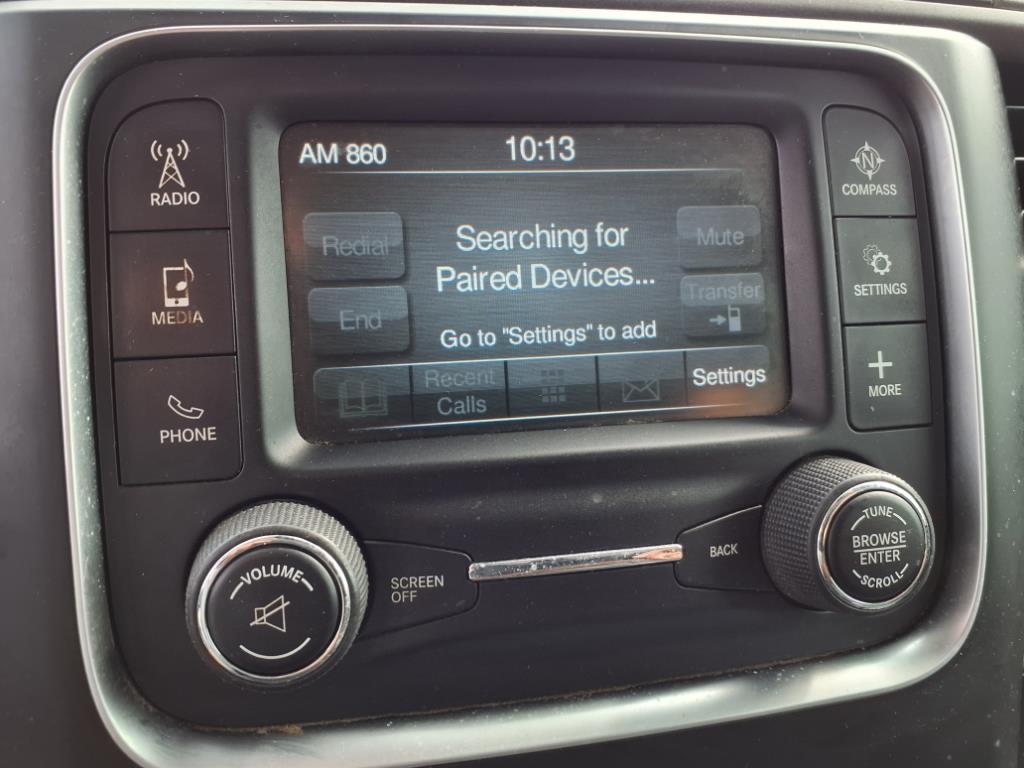 RADIO
MEDIA
PHONE
AM 860
10:13
Redial
End
Searching for
Paired Devices...
Go to "Settings" to add
Mute
Transfer
Recent
Calls
Settings
N
COMPASS
SETTINGS
MORE
VOLUME
SCREEN
OFF
BACK
TUNE
BROWSE
ENTER
SCROLL